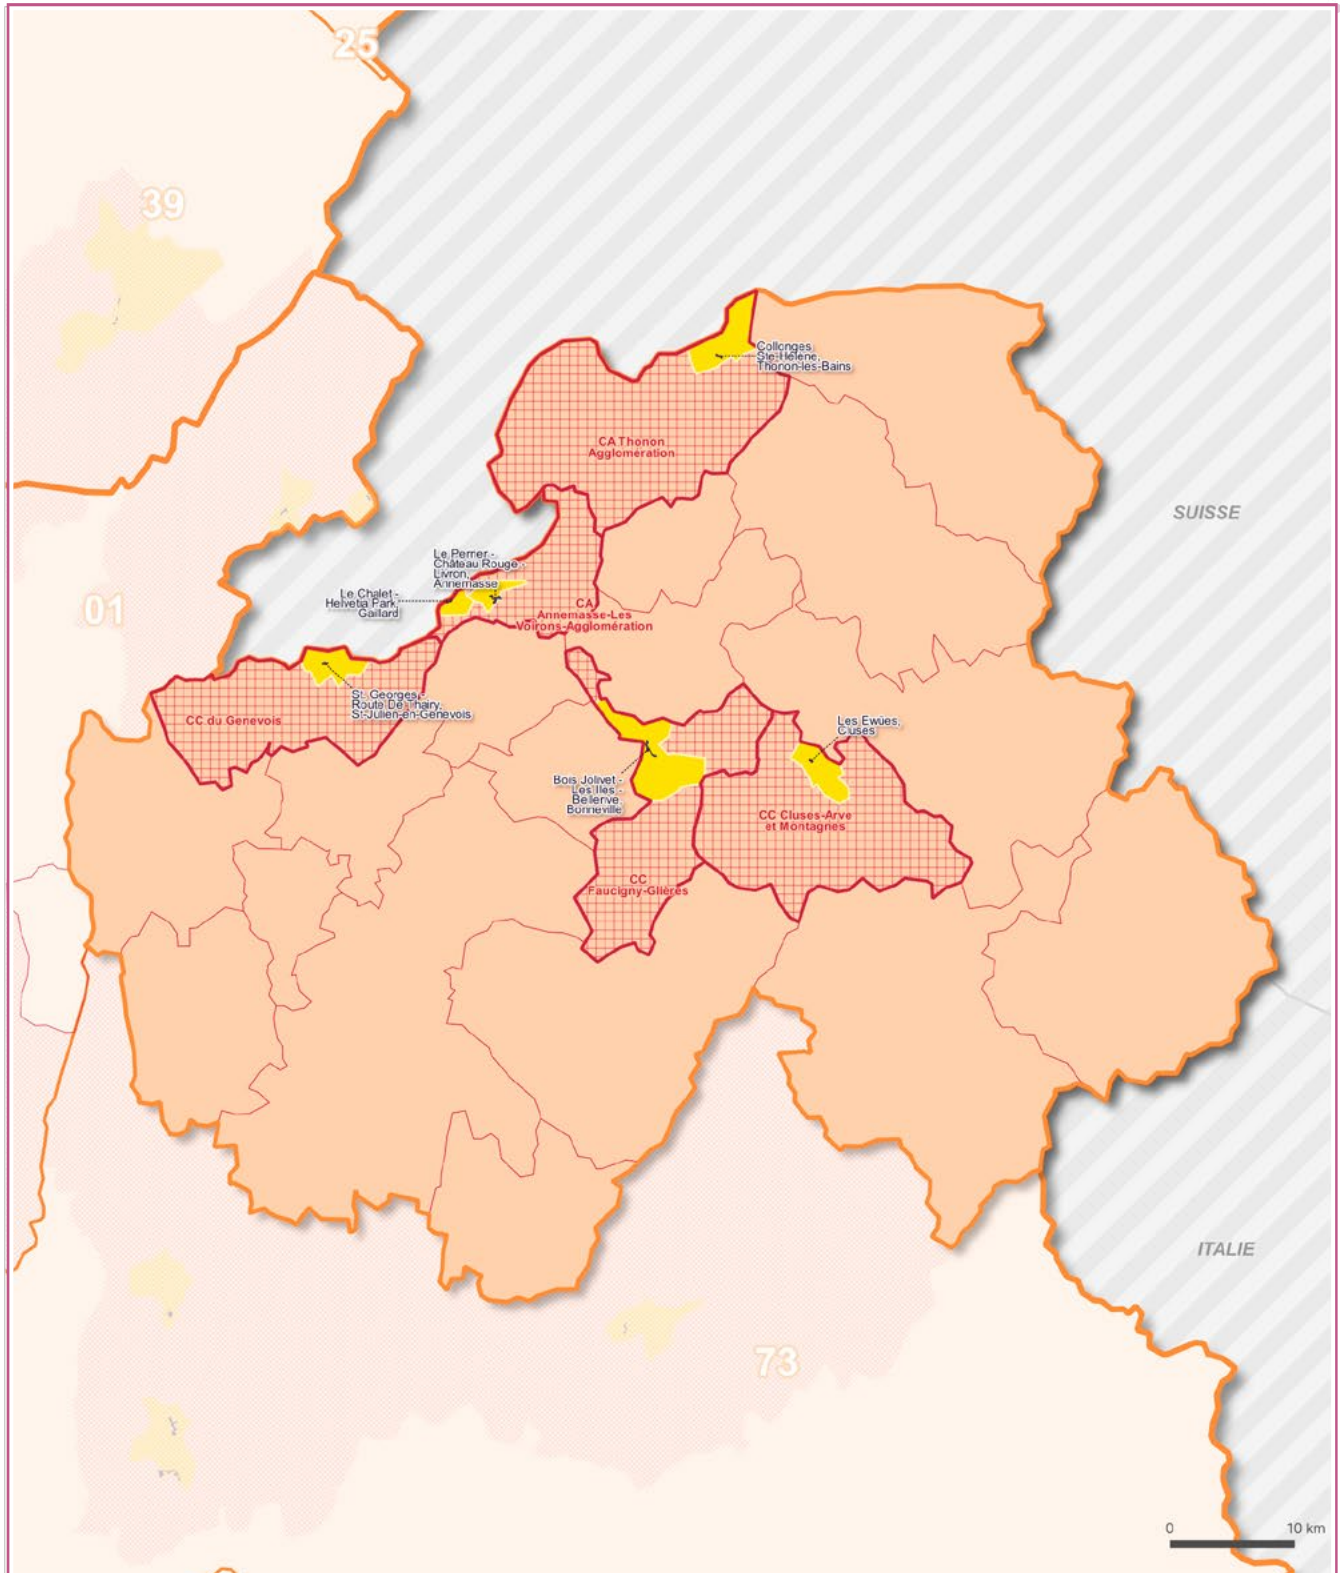 25
39
Collonges
Ste-Hélène,
Thonon-les-Bains
CA Thonon
Agglomération
SUISSE
Le Perrier -
Château Rouge -
Livron,
Annemasse
Le Chalet -
Helvetia Park,
Gaillard
01
CA
Annemasse-Les
Voirons-Agglomération
St. Georges -
Route De Thairy,
St-Julien-en-Genevois
CC du Genevois
Les Ewües,
Cluses
Bois Jolivet -
Les Iles -
Bellerive,
Bonneville
CC Cluses-Arve
et Montagnes
CC
Faucigny-Glières
ITALIE
73
0 10 km